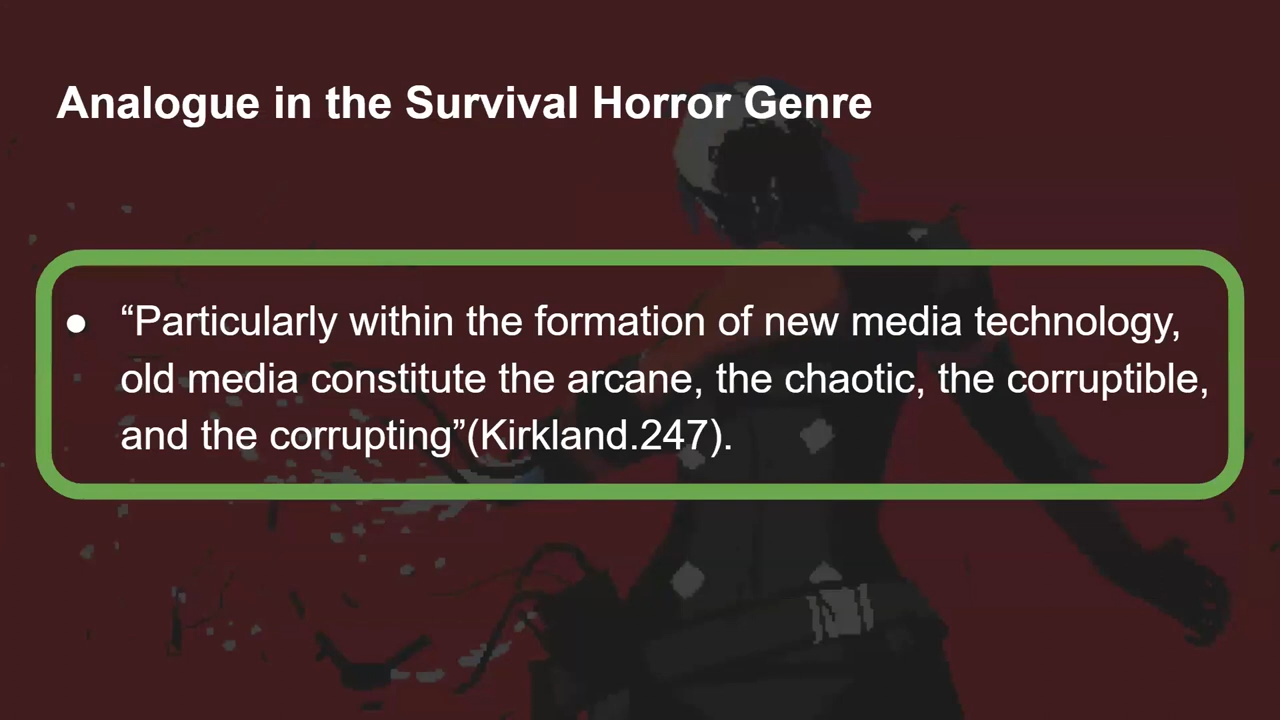 Analogue in the Survival Horror Genre
● “Particularly within the formation of new media technology,
old media constitute the arcane, the chaotic, the corruptible,
and the corrupting”(Kirkland.247).